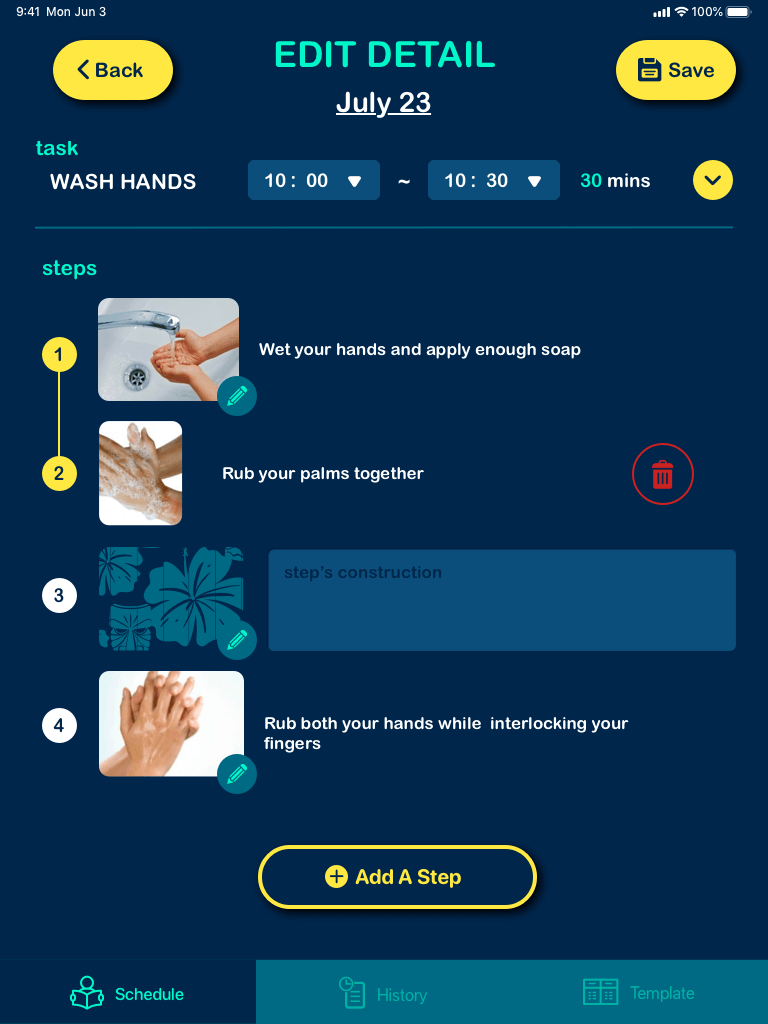 9:41 Mon Jun 3
100%
Back
EDIT DETAIL
July 23
Save
task
WASH HANDS
10 : 00
~
10 : 30
30 mins
steps
1
Wet your hands and apply enough soap
2
Rub your palms together
3
step's construction
4
Rub both your hands while interlocking your
fingers
Add A Step
Schedule
History
Template